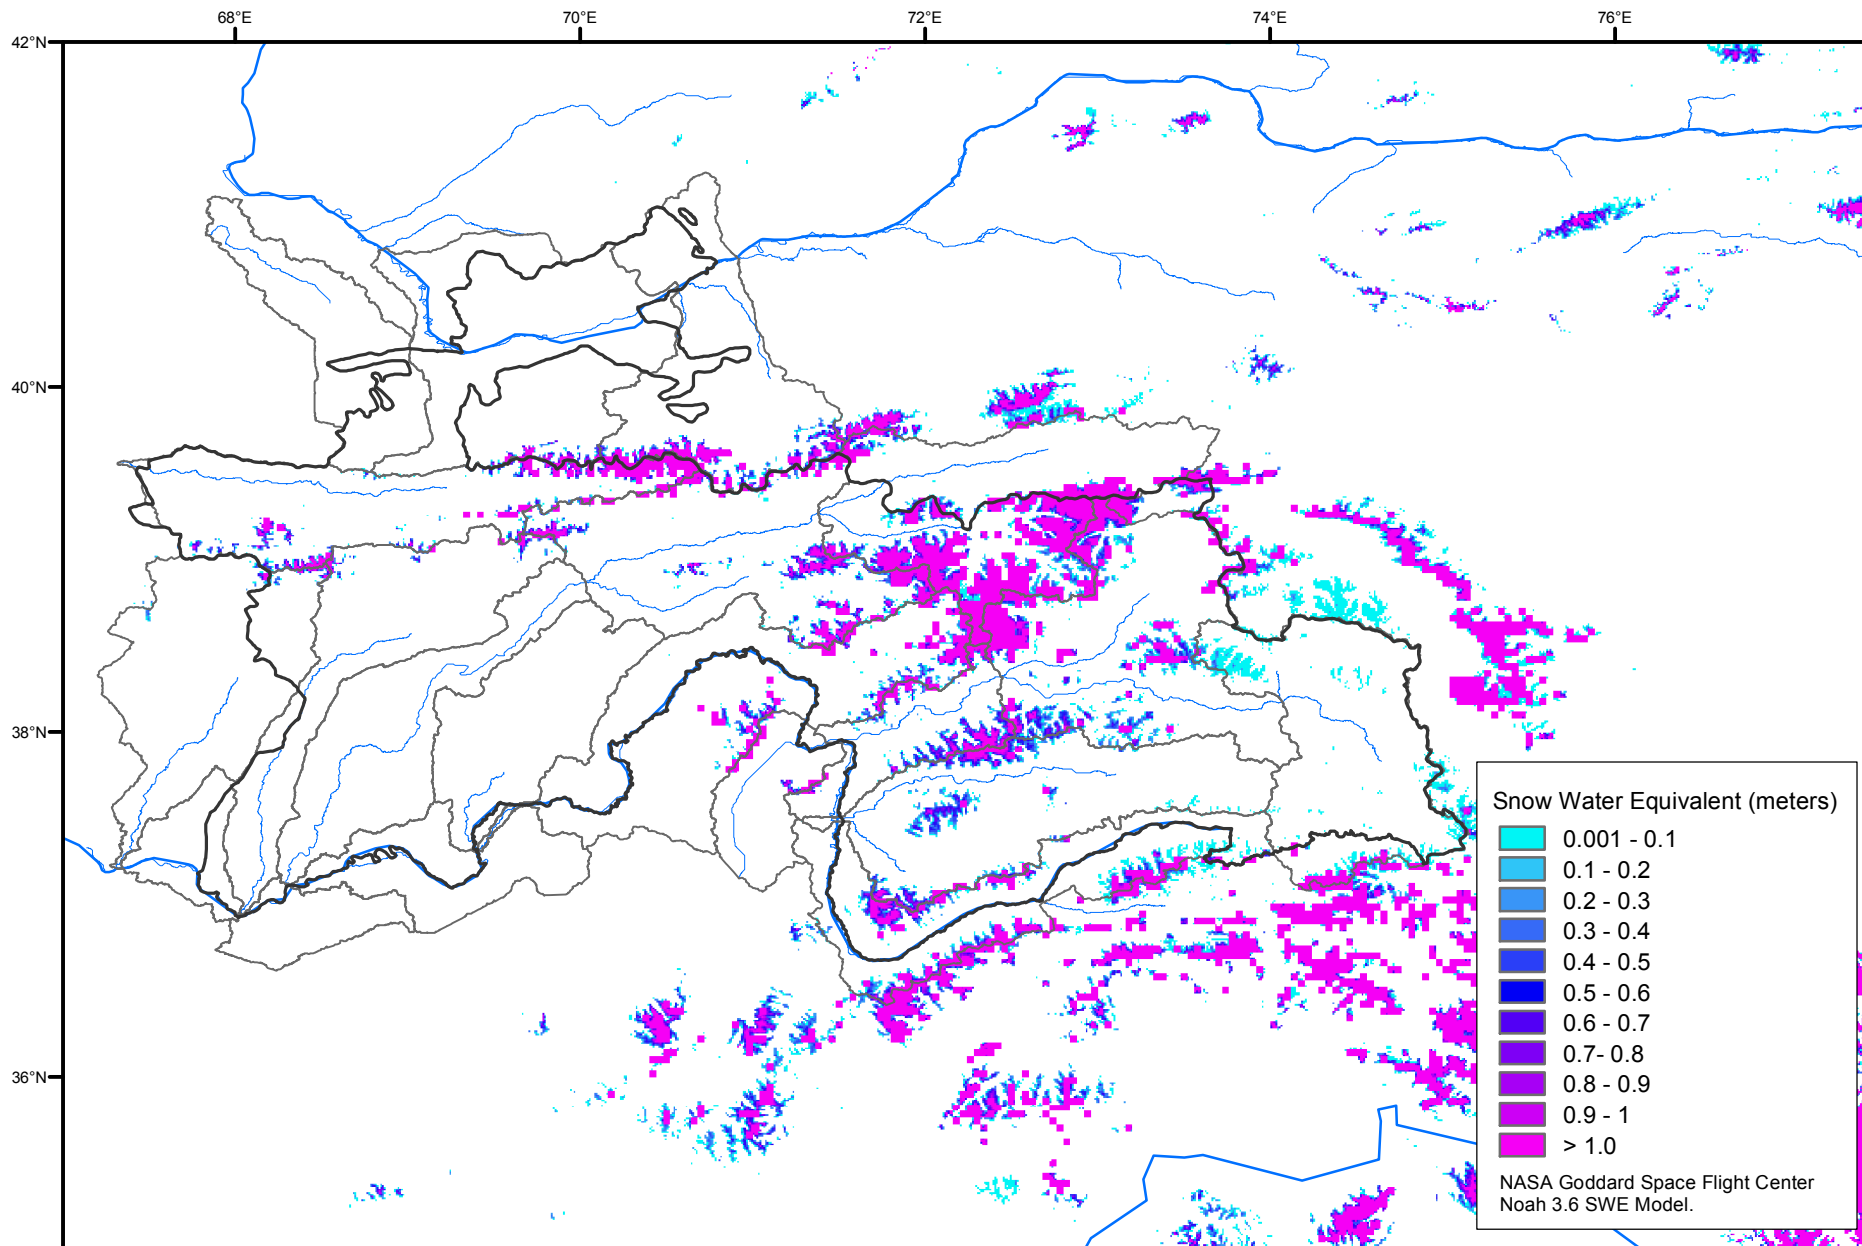 68°E
70°E
72°E
74°E
76°E
42°N
40°N
38°N
36°N
Snow Water Equivalent (meters)
0.001 - 0.1
0.1 - 0.2
0.2 - 0.3
0.3 - 0.4
0.4 - 0.5
0.5 - 0.6
0.6 - 0.7
0.7- 0.8
0.8 - 0.9
0.9 - 1
> 1.0
NASA Goddard Space Flight Center
Noah 3.6 SWE Model.